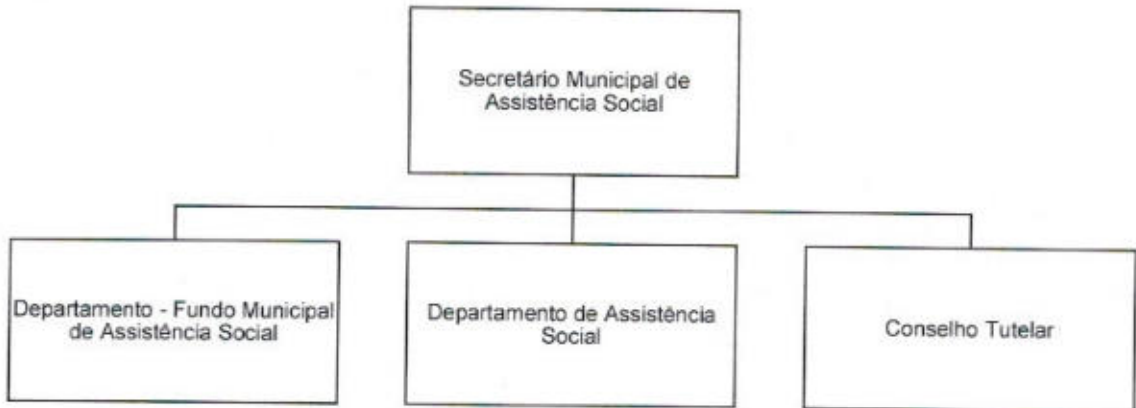 Secretário Municipal de
Assistência Social
Departamento - Fundo Municipal
de Assistência Social
Departamento de Assistência
Social
Conselho Tutelar